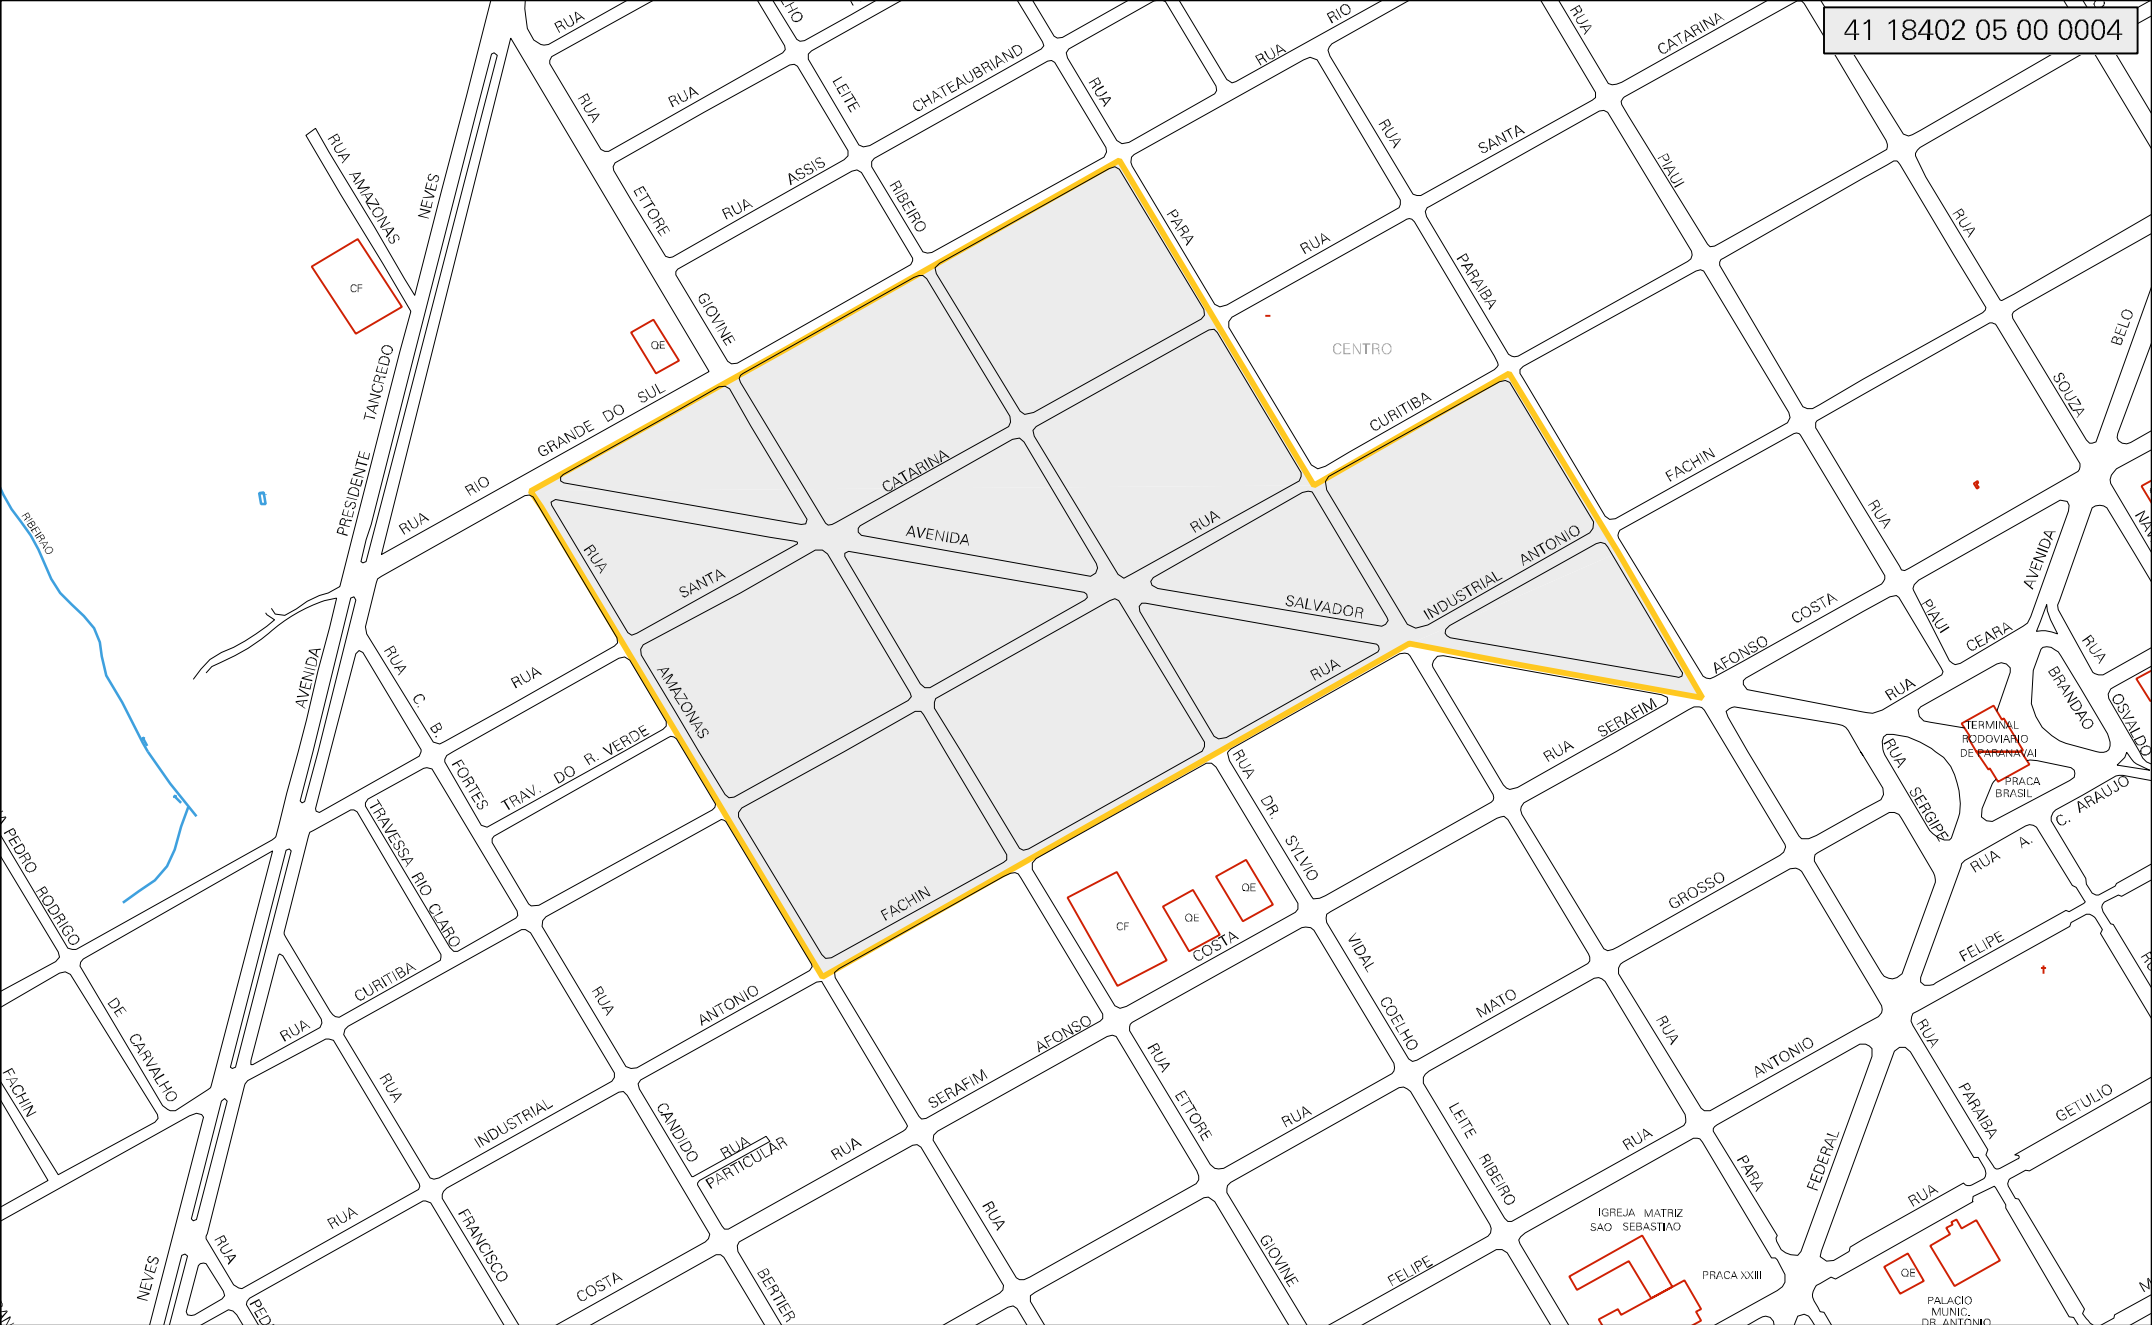 41 18402 05 00 0004
RUA
RIO
RUA
CATARINA
RUA
RUA
RUA
LEITE
CHATEAUBRIAND
RUA
RUA
SANTA
RUA AMAZONAS
NEVES
ETTORE
RUA
ASSIS
RIBEIRO
PARA
RUA
PIAUI
RUA
CF
GIOVINE
PARAIBA
BELO
QE
CENTRO
PRESIDENTE TANCREDO
RUA RIO GRANDE DO SUL
CURITIBA
SOUZA
CATARINA
FACHIN
RIBEIRAO
AVENIDA
RUA
RUA
RUA
SANTA
SALVADOR
INDUSTRIAL ANTONIO
AVENIDA
AFONSO COSTA
PIAUI
CEARA
RUA
AVENIDA
RUA C. B.
RUA
AMAZONAS
RUA
RUA
BRANDAO
OSVALDO
FORTES
TRAV. DO R. VERDE
RUA SERAFIM
TERMINAL
RODOVIARIO
DE PARANAVAI
PRACA
BRASIL
RUA SERGIPE
RUA A.
C. ARAUJO
RUA DR. SYLVIO
PEDRO RODRIGO
TRAVESSA RIO CLARO
FACHIN
CF
QE
QE
COSTA
GROSSO
FELIPE
VIDAL
COELHO
CURITIBA
RUA
DE CARVALHO
RUA
ANTONIO
AFONSO
MATO
RUA
ANTONIO
RUA
PARAIBA
GETULIO
FACHIN
RUA
INDUSTRIAL
CANDIDO
RUA
PARTICULAR
SERAFIM
RUA
RUA
ETTORE
RUA
LEITE
RIBEIRO
RUA
PARA
FEDERAL
RUA
NEVES
RUA
RUA
FRANCISCO
COSTA
BERTIER
RUA
GIOVINE
FELIPE
IGREJA MATRIZ
SAO SEBASTIAO
PRACA XXIII
QE
PALACIO
MUNIC.
DR. ANTONIO